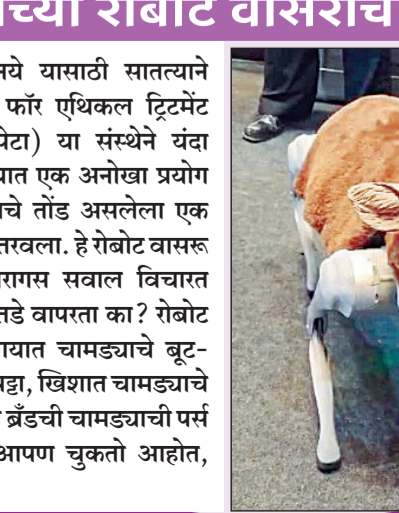 च्या रोबोट वासराच
नये यासाठी सातत्याने
फॉर एथिकल ट्रिटमेंट
पेटा) या संस्थेने यंदा
यात एक अनोखा प्रयोग
चे तोंड असलेला एक
तरवला. हे रोबोट वासरू
रागस सवाल विचारत
तडे वापरता का? रोबोट
ायात चामड्याचे बूट-
पट्टा, खिशात चामड्याचे
ब्रँडची चामड्याची पर्स
आपण चुकतो आहोत,